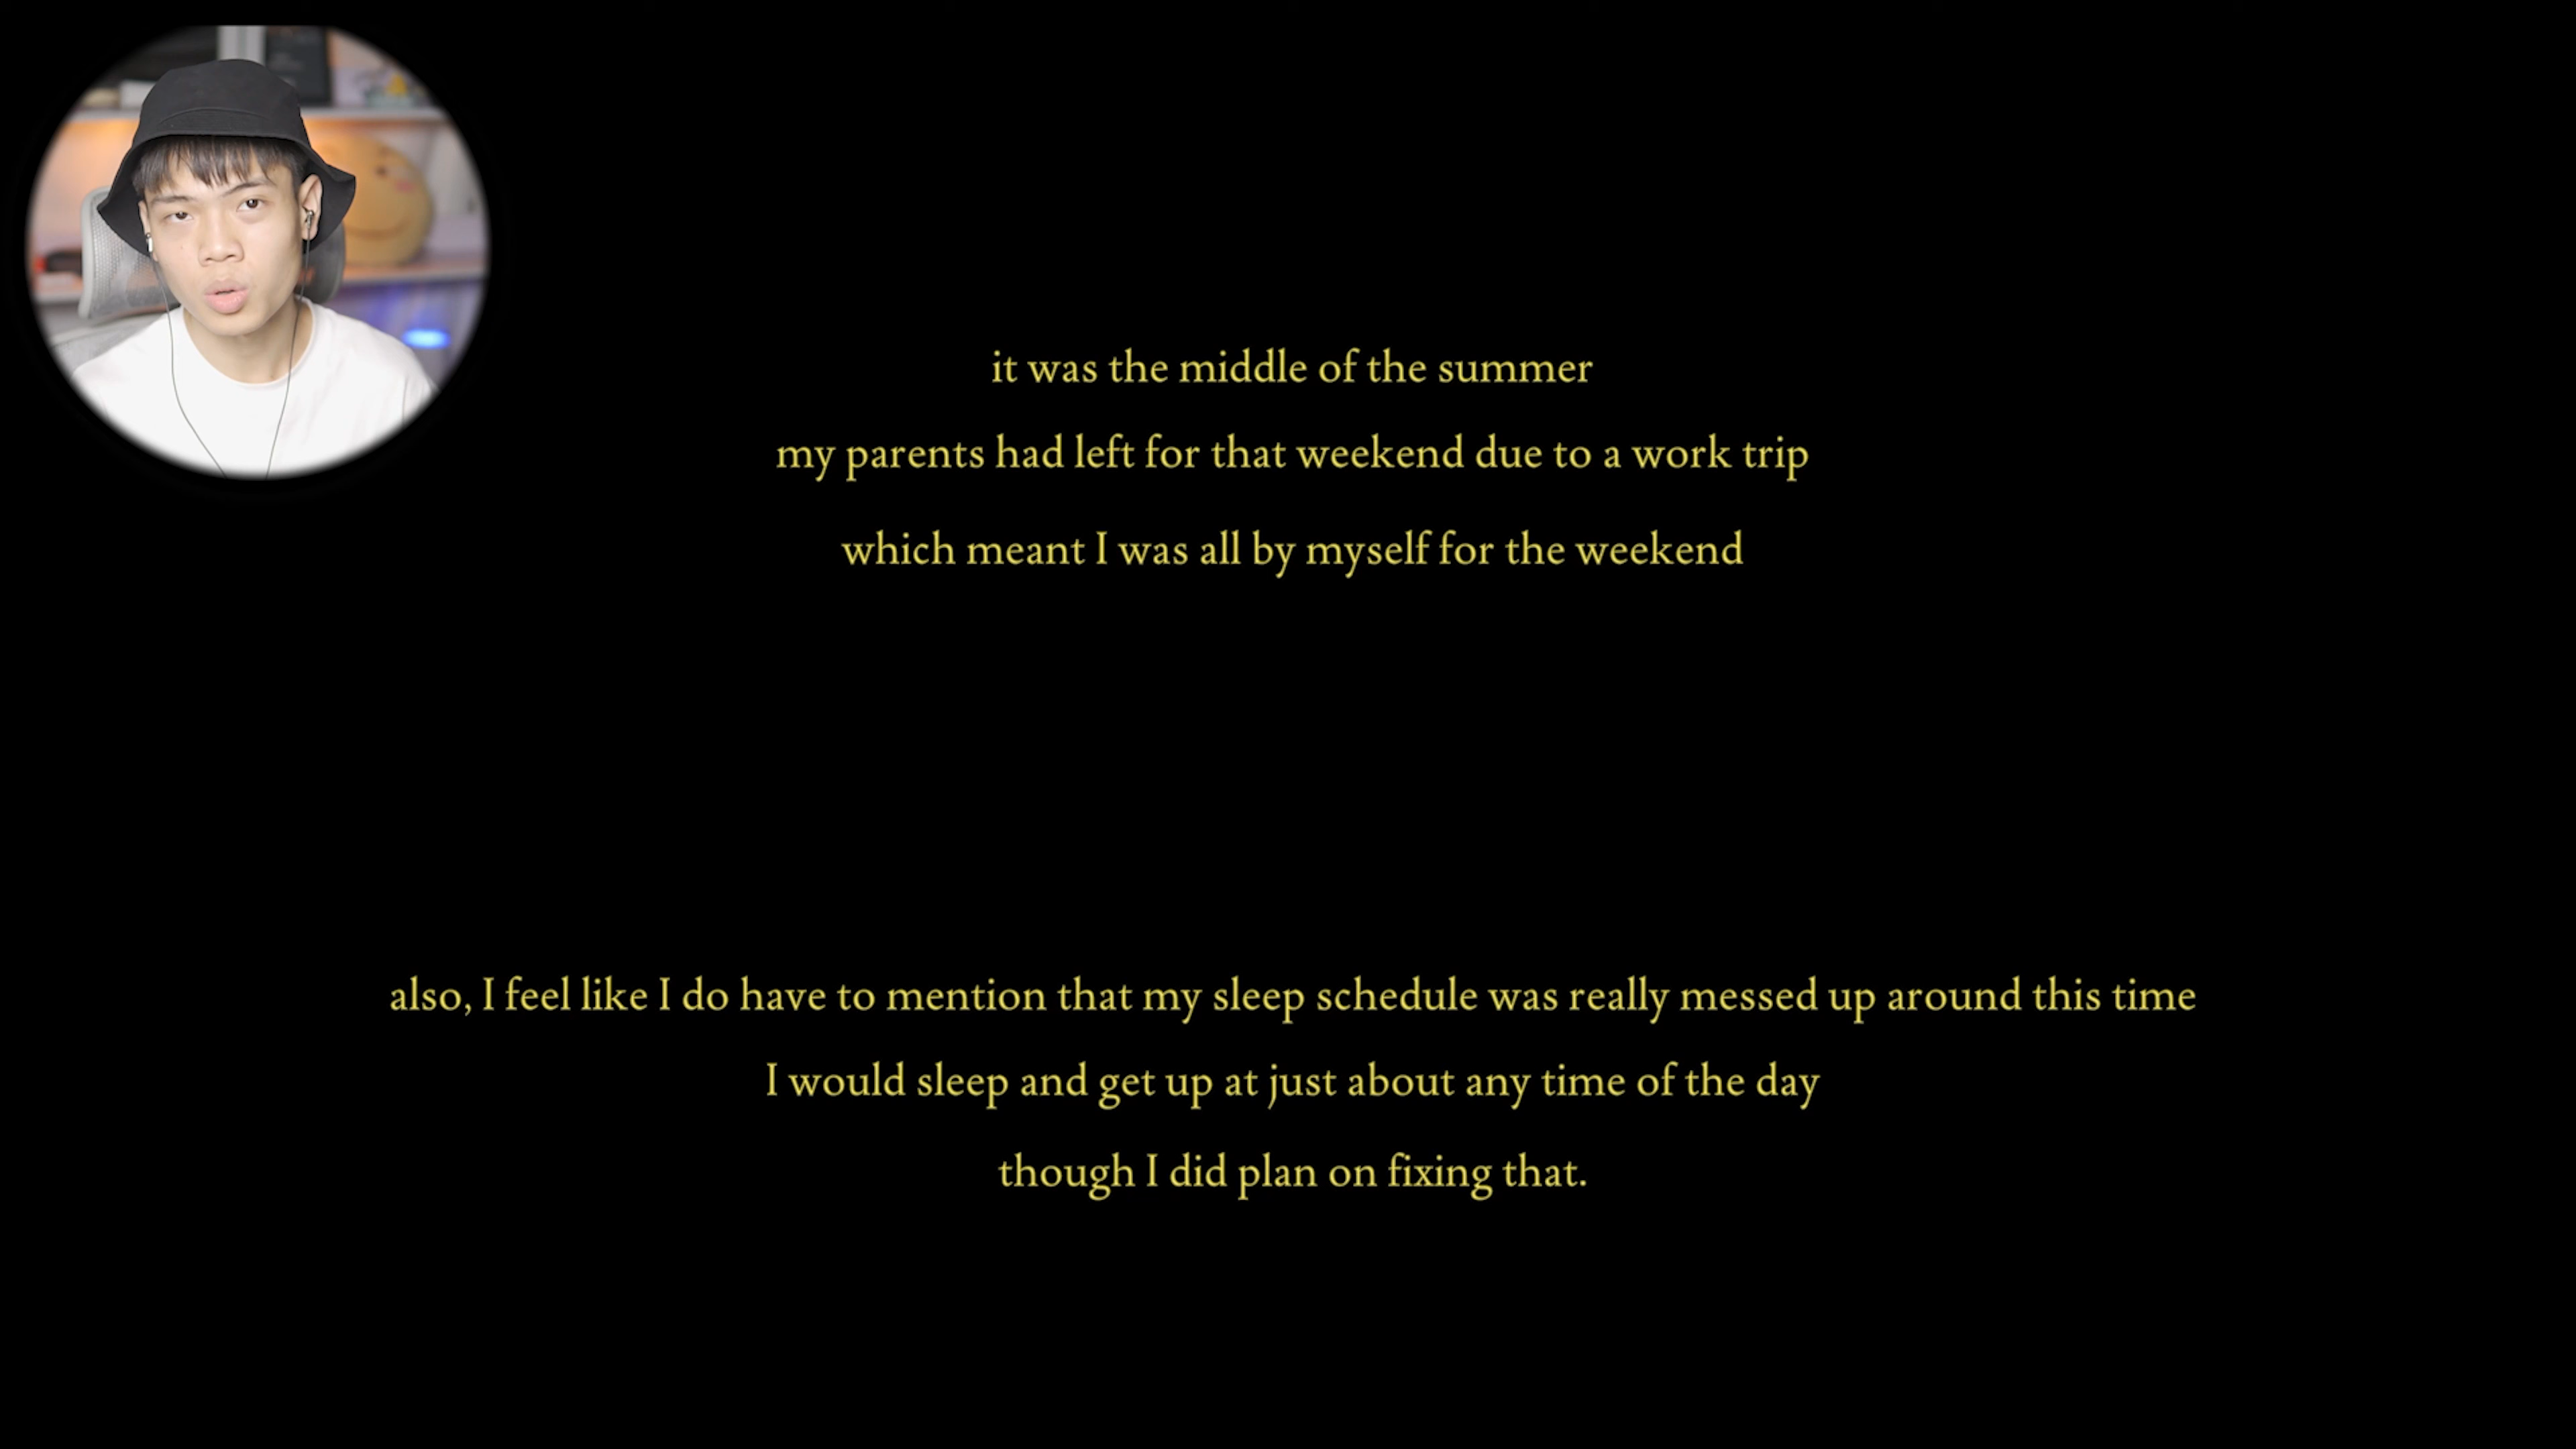 it was the middle of the summer
my parents had left for that weekend due to a work trip
which meant I was all by myself for the weekend
also, I feel like I do have to mention that my sleep schedule was really messed up around this time
I would sleep and get up at just about any time of the day
though I did plan on fixing that.